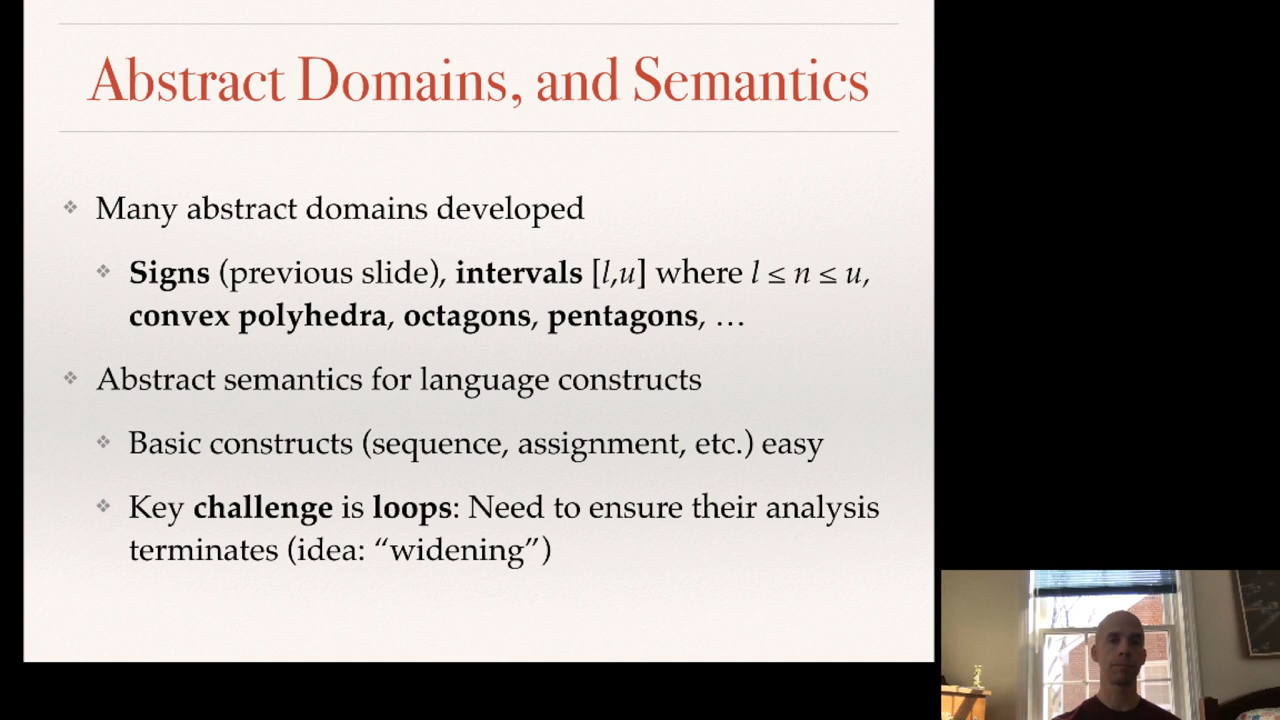 Abstract Domains, and Semantics
Many abstract domains developed
Signs (previous slide), intervals [l,u] where l ≤ n ≤ u,
convex polyhedra, octagons, pentagons, …
Abstract semantics for language constructs
Basic constructs (sequence, assignment, etc.) easy
Key challenge is loops: Need to ensure their analysis
terminates (idea: “widening”)